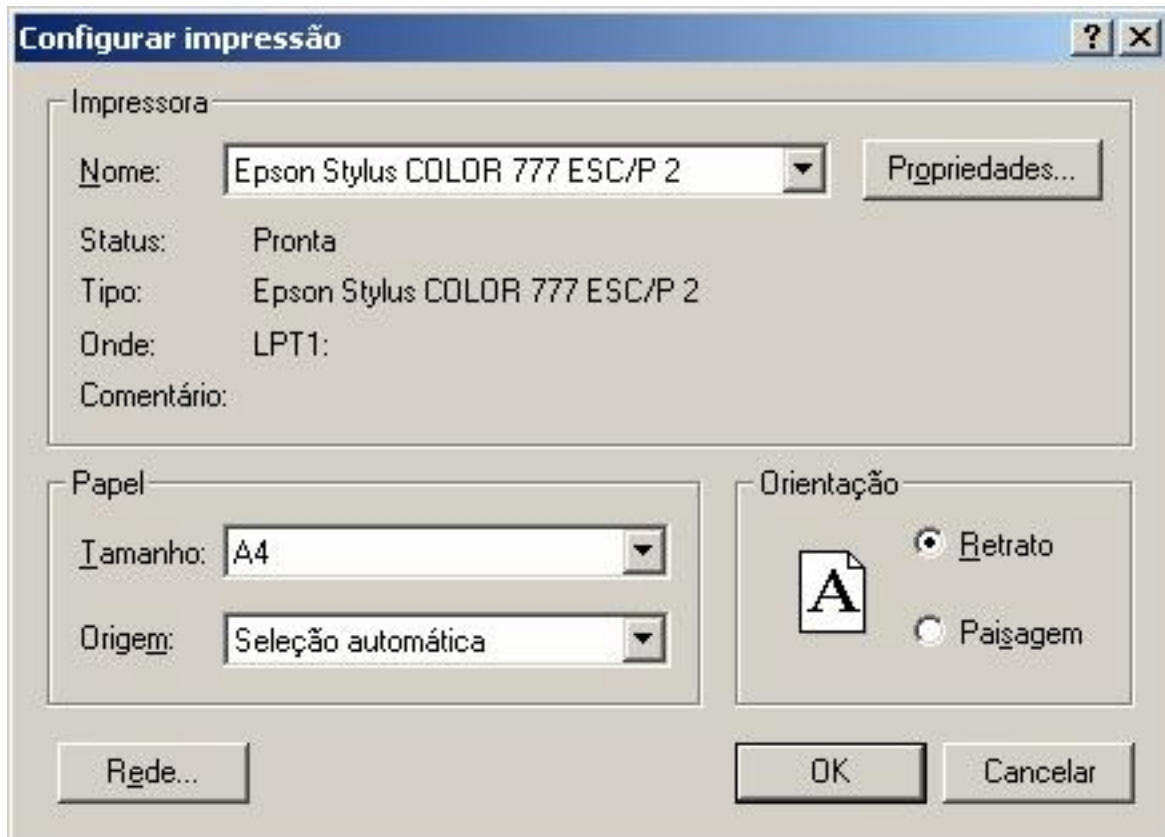 Configurar impressão
Impressora
Nome: Epson Stylus COLOR 777 ESC/P 2 Propriedades...
Status: Pronta
Tipo: Epson Stylus COLOR 777 ESC/P 2
Onde: LPT1:
Comentário:
Papel
Tamanho: A4
Origem: Seleção automática
Orientação
A
Retrato
Paisagem
Rede... OK Cancelar